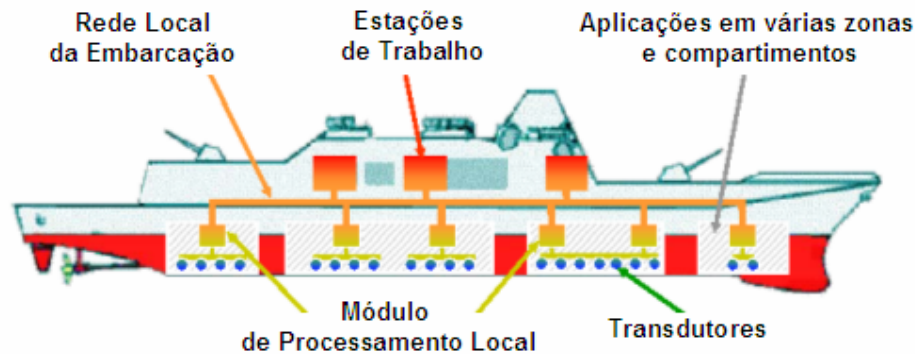 Rede Local
da Embarcação
Estações
de Trabalho
Aplicações em várias zonas
e compartimentos
Módulo
de Processamento Local
Transdutores